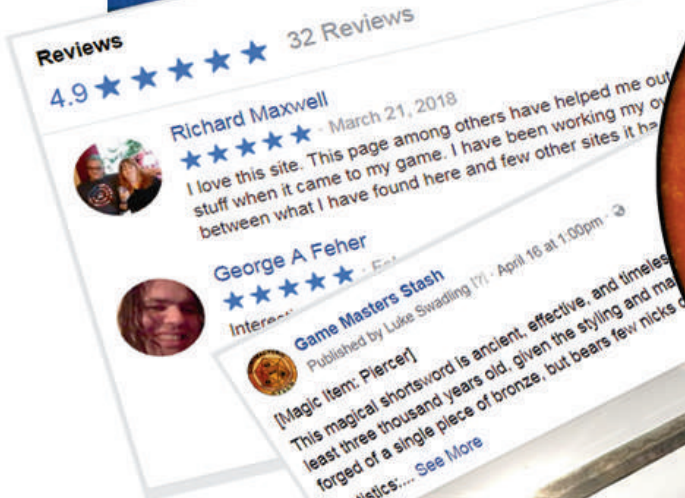 Reviews
4.9 ★ ★ ★ ★ ★ 32 Reviews
Richard Maxwell
★★★★★ · March 21, 2018
I love this site. This page among others have helped me out
stuff when it came to my game. I have been working my
between what I have found here and few other sites it
George A Feher
★★★★★ ·
Game Masters Stash
Published by Luke Swadling [?] · April 16 at 1:00pm ·
[Magic Item: Piercer]
This magical shortsword is ancient, effective, and
least three thousand years old, given the styling and
forged of a single piece of bronze, but bears few nicks
See More